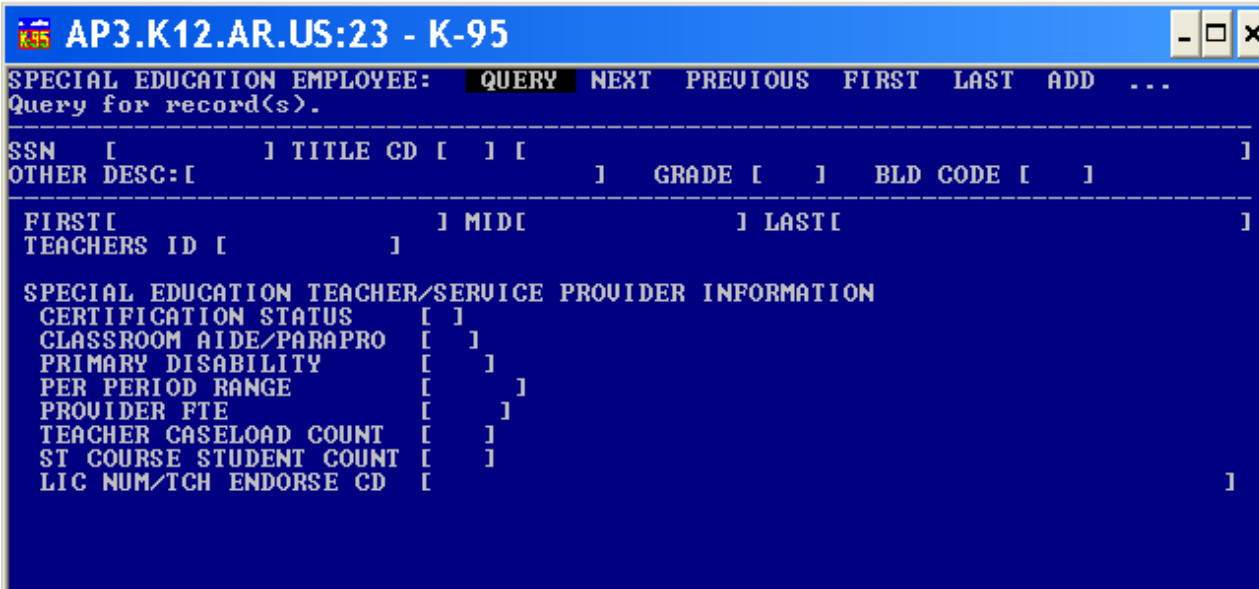 K95 AP3.K12.AR.US:23 - K-95
SPECIAL EDUCATION EMPLOYEE: QUERY NEXT PREVIOUS FIRST LAST ADD ...
Query for record(s).
SSN [ ] TITLE CD [ ] [ ]
OTHER DESC:[ ] GRADE [ ] BLD CODE [ ]
FIRST[ ] MID[ ] LAST[ ]
TEACHERS ID [ ]
SPECIAL EDUCATION TEACHER/SERVICE PROVIDER INFORMATION
CERTIFICATION STATUS [ ]
CLASSROOM AIDE/PARAPRO [ ]
PRIMARY DISABILITY [ ]
PER PERIOD RANGE [ ]
PROVIDER FTE [ ]
TEACHER CASELOAD COUNT [ ]
ST COURSE STUDENT COUNT [ ]
LIC NUM/TCH ENDORSE CD [ ]